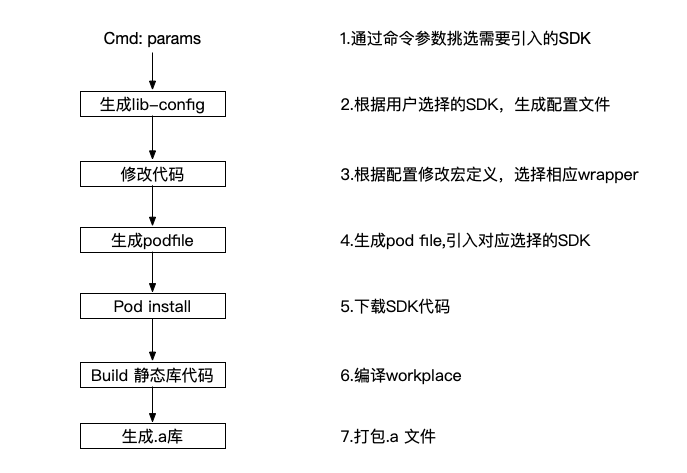 Cmd: params
1.通过命令参数挑选需要引入的SDK
生成lib-config
2.根据用户选择的SDK，生成配置文件
修改代码
3.根据配置修改宏定义，选择相应wrapper
生成podfile
4.生成pod file,引入对应选择的SDK
Pod install
5.下载SDK代码
Build 静态库代码
6.编译workplace
生成.a库
7.打包.a 文件